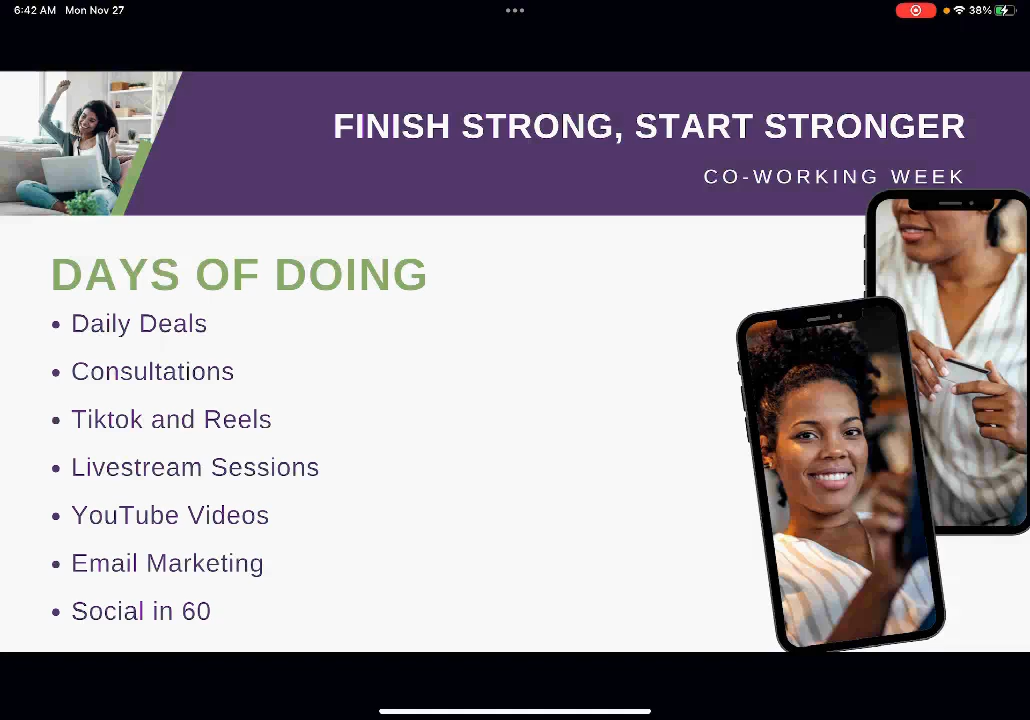 6:42 AM Mon Nov 27
38%
FINISH STRONG, START STRONGER
CO-WORKING WEEK
DAYS OF DOING
• Daily Deals
• Consultations
• Tiktok and Reels
• Livestream Sessions
• YouTube Videos
• Email Marketing
• Social in 60